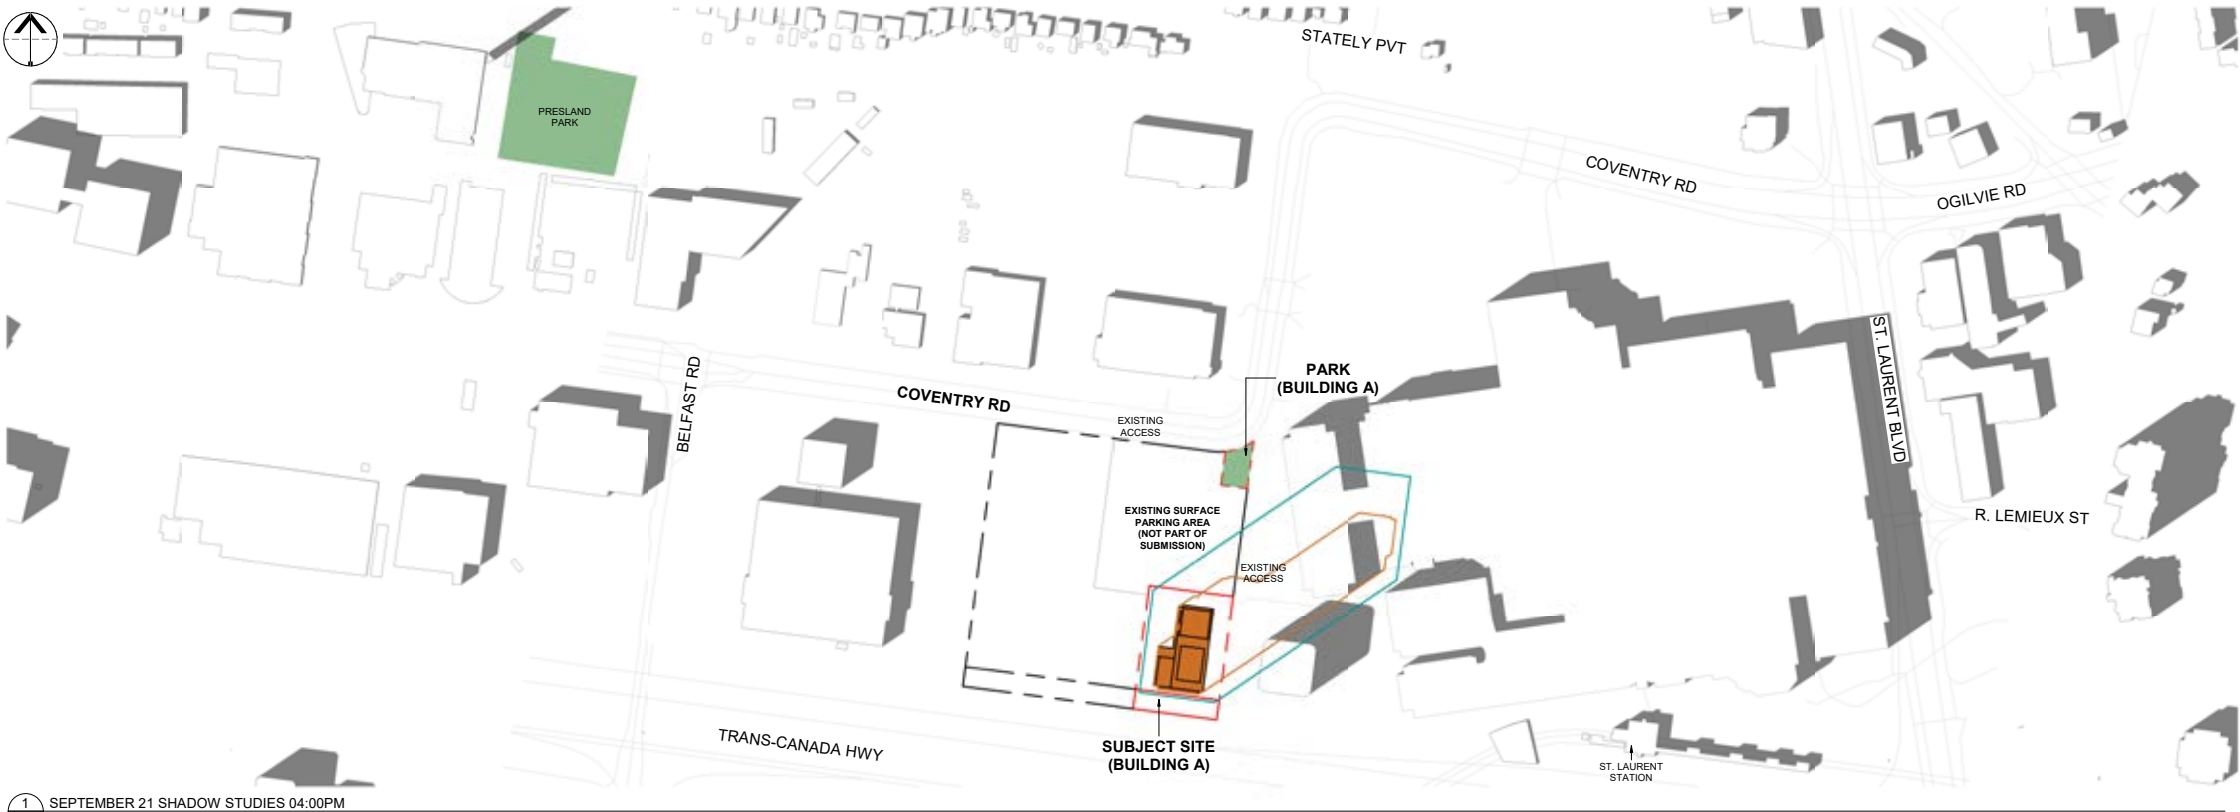 STATELY PVT
PRESLAND
PARK
COVENTRY RD
OGILVIE RD
ST. LAURENT BLVD
BELFAST RD
PARK
(BUILDING A)
COVENTRY RD
EXISTING
ACCESS
EXISTING SURFACE
PARKING AREA
(NOT PART OF
SUBMISSION)
R. LEMIEUX ST
EXISTING
ACCESS
TRANS-CANADA HWY
SUBJECT SITE
(BUILDING A)
ST. LAURENT
STATION
1 SEPTEMBER 21 SHADOW STUDIES 04:00PM